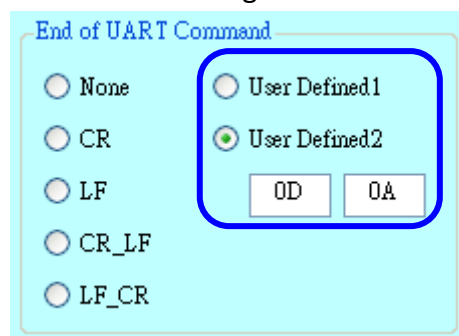 End of UART Command
None
User Defined1
CR
User Defined2
LF
0D
0A
CR_LF
LF_CR